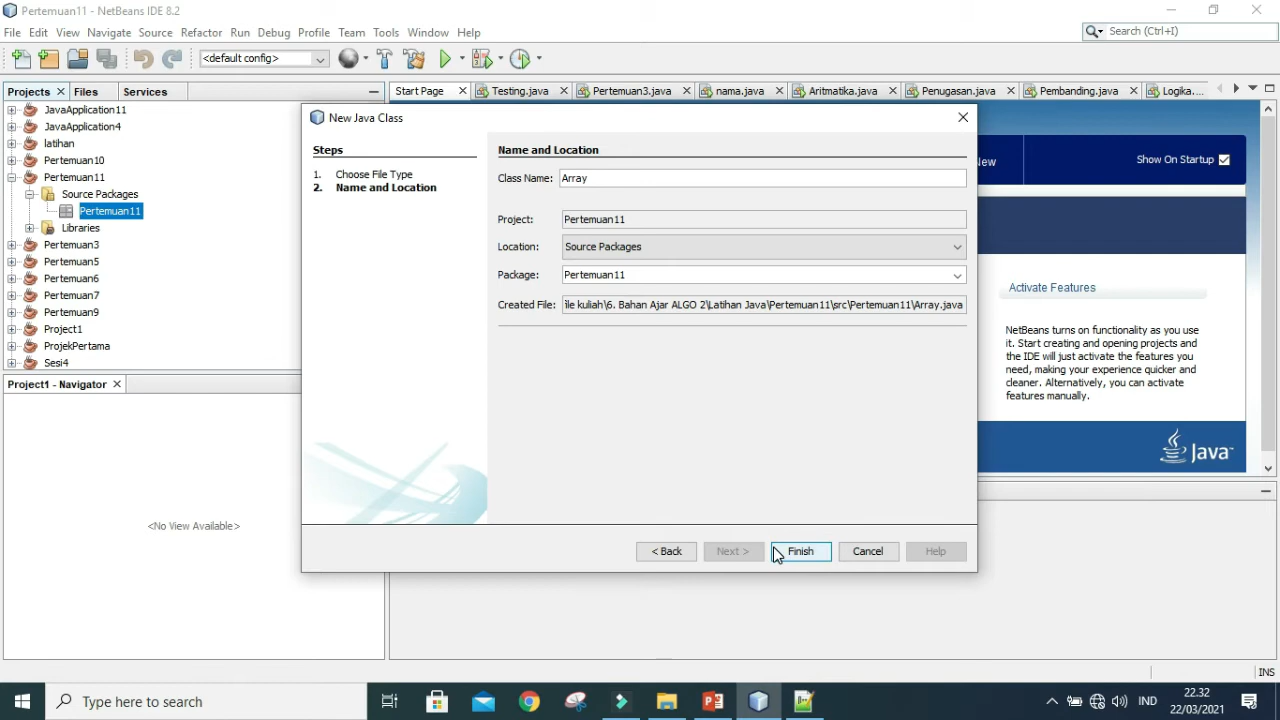 Pertemuan11 - NetBeans IDE 8.2
File Edit View Navigate Source Refactor Run Debug Profile Team Tools Window Help
Search (Ctrl+I)
<default config>
Projects Files Services
Start Page Testing.java Pertemuan3.java nama.java Aritmatika.java Penugasan.java Pembanding.java Logika....
JavaApplication11
JavaApplication4
latihan
Pertemuan10
Pertemuan11
Source Packages
Pertemuan11
Libraries
Pertemuan3
Pertemuan5
Pertemuan6
Pertemuan7
Pertemuan9
Project1
ProjekPertama
Sesi4
Project1 - Navigator
<No View Available>
New Java Class
Steps
1. Choose File Type
2. Name and Location
Name and Location
Class Name: Array
Project: Pertemuan11
Location: Source Packages
Package: Pertemuan11
Created File: ile kuliah\6. Bahan Ajar ALGO 2\Latihan Java\Pertemuan11\src\Pertemuan11\Array.java
< Back Next > Finish Cancel Help
New
Show On Startup
Activate Features
NetBeans turns on functionality as you use
it. Start creating and opening projects and
the IDE will just activate the features you
need, making your experience quicker and
cleaner. Alternatively, you can activate
features manually.
Java™
INS
Type here to search
IND
22.32
22/03/2021